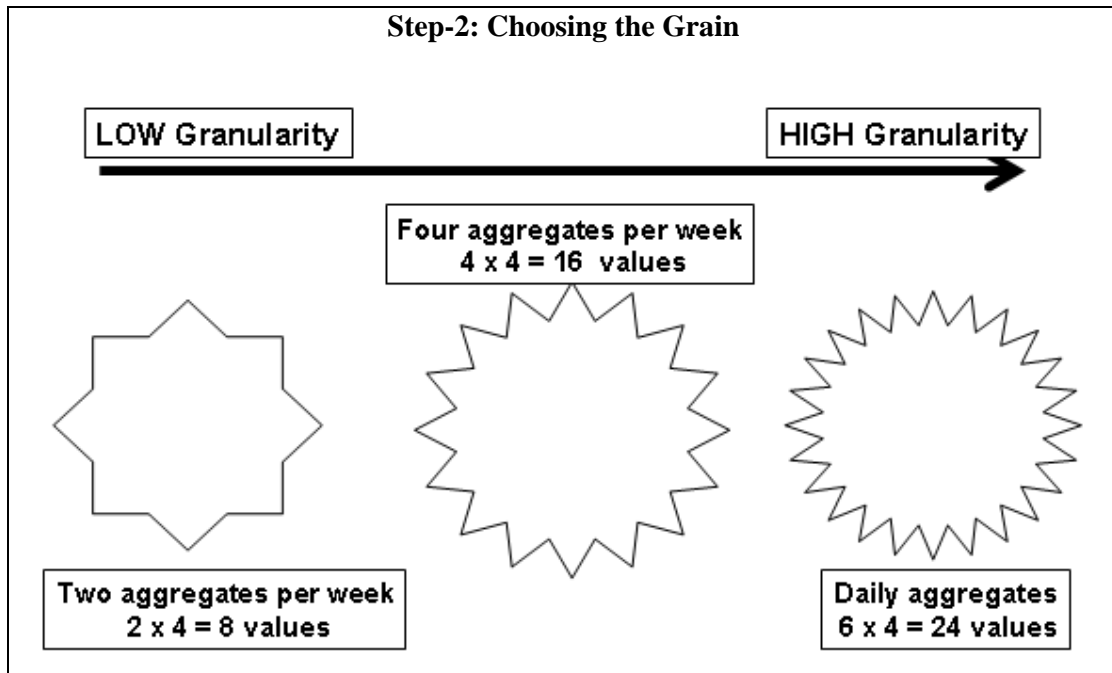 Step-2: Choosing the Grain
LOW Granularity
HIGH Granularity
Four aggregates per week
4 x 4 = 16 values
Two aggregates per week
2 x 4 = 8 values
Daily aggregates
6 x 4 = 24 values